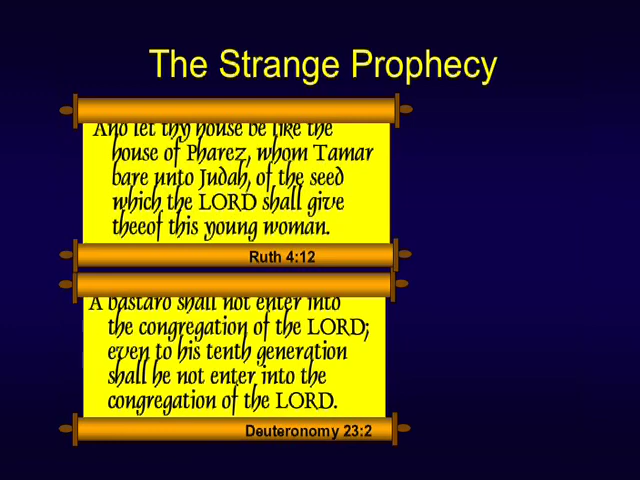 The Strange Prophecy
And let thy house be like the
house of Pharez, whom Tamar
bare unto Judah, of the seed
which the LORD shall give
theeof this young woman.
Ruth 4:12
A bastard shall not enter into
the congregation of the LORD;
even to his tenth generation
shall he not enter into the
congregation of the LORD.
Deuteronomy 23:2